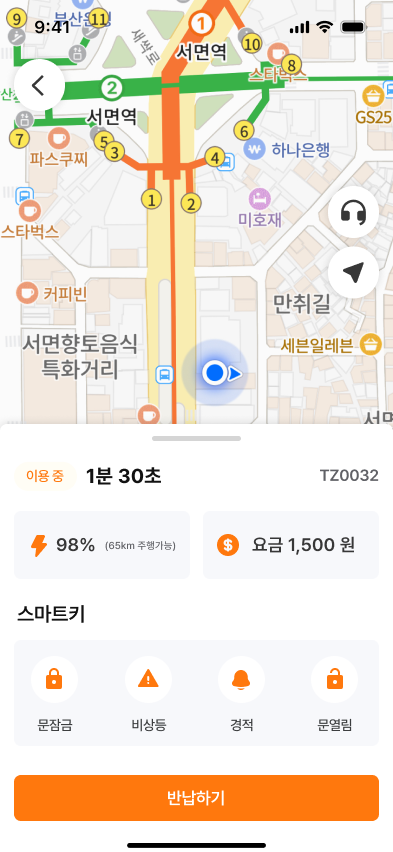 9:41
9
11
부산은행
새싹로
1
서면역
10
스타벅스
8
2
서면역
7
5
3
파스쿠찌
6
하나은행
GS25
4
1
2
미호재
스타벅스
커피빈
만취길
서면향토음식
특화거리
세븐일레븐
이용 중
1분 30초
TZ0032
98%
(65km 주행가능)
$
요금 1,500 원
스마트키
문잠금
비상등
경적
문열림
반납하기